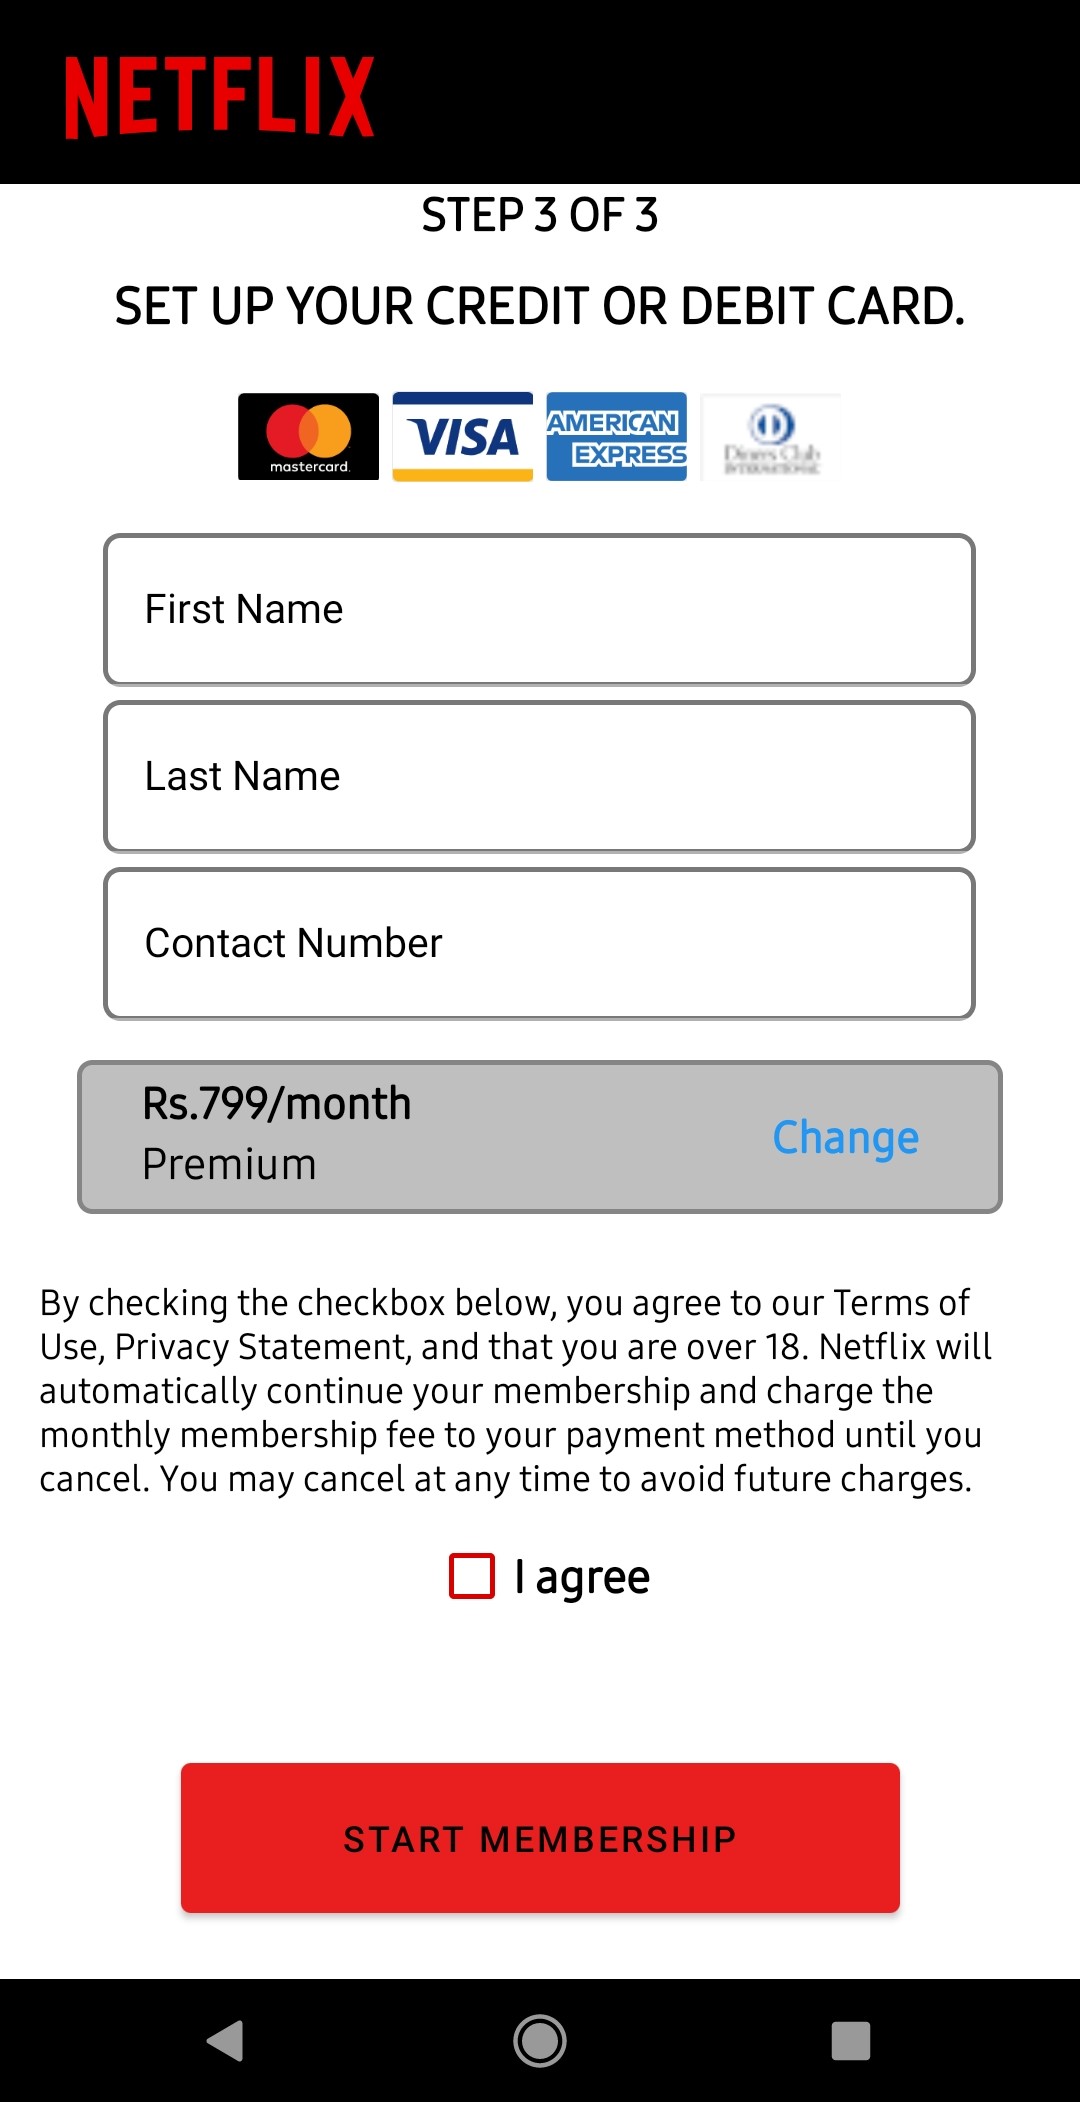 NETFLIX
STEP 3 OF 3
SET UP YOUR CREDIT OR DEBIT CARD.
mastercard.
VISA
AMERICAN
EXPRESS
Diners Club
INTERNATIONAL
First Name
Last Name
Contact Number
Rs.799/month
Premium
Change
By checking the checkbox below, you agree to our Terms of
Use, Privacy Statement, and that you are over 18. Netflix will
automatically continue your membership and charge the
monthly membership fee to your payment method until you
cancel. You may cancel at any time to avoid future charges.
I agree
START MEMBERSHIP